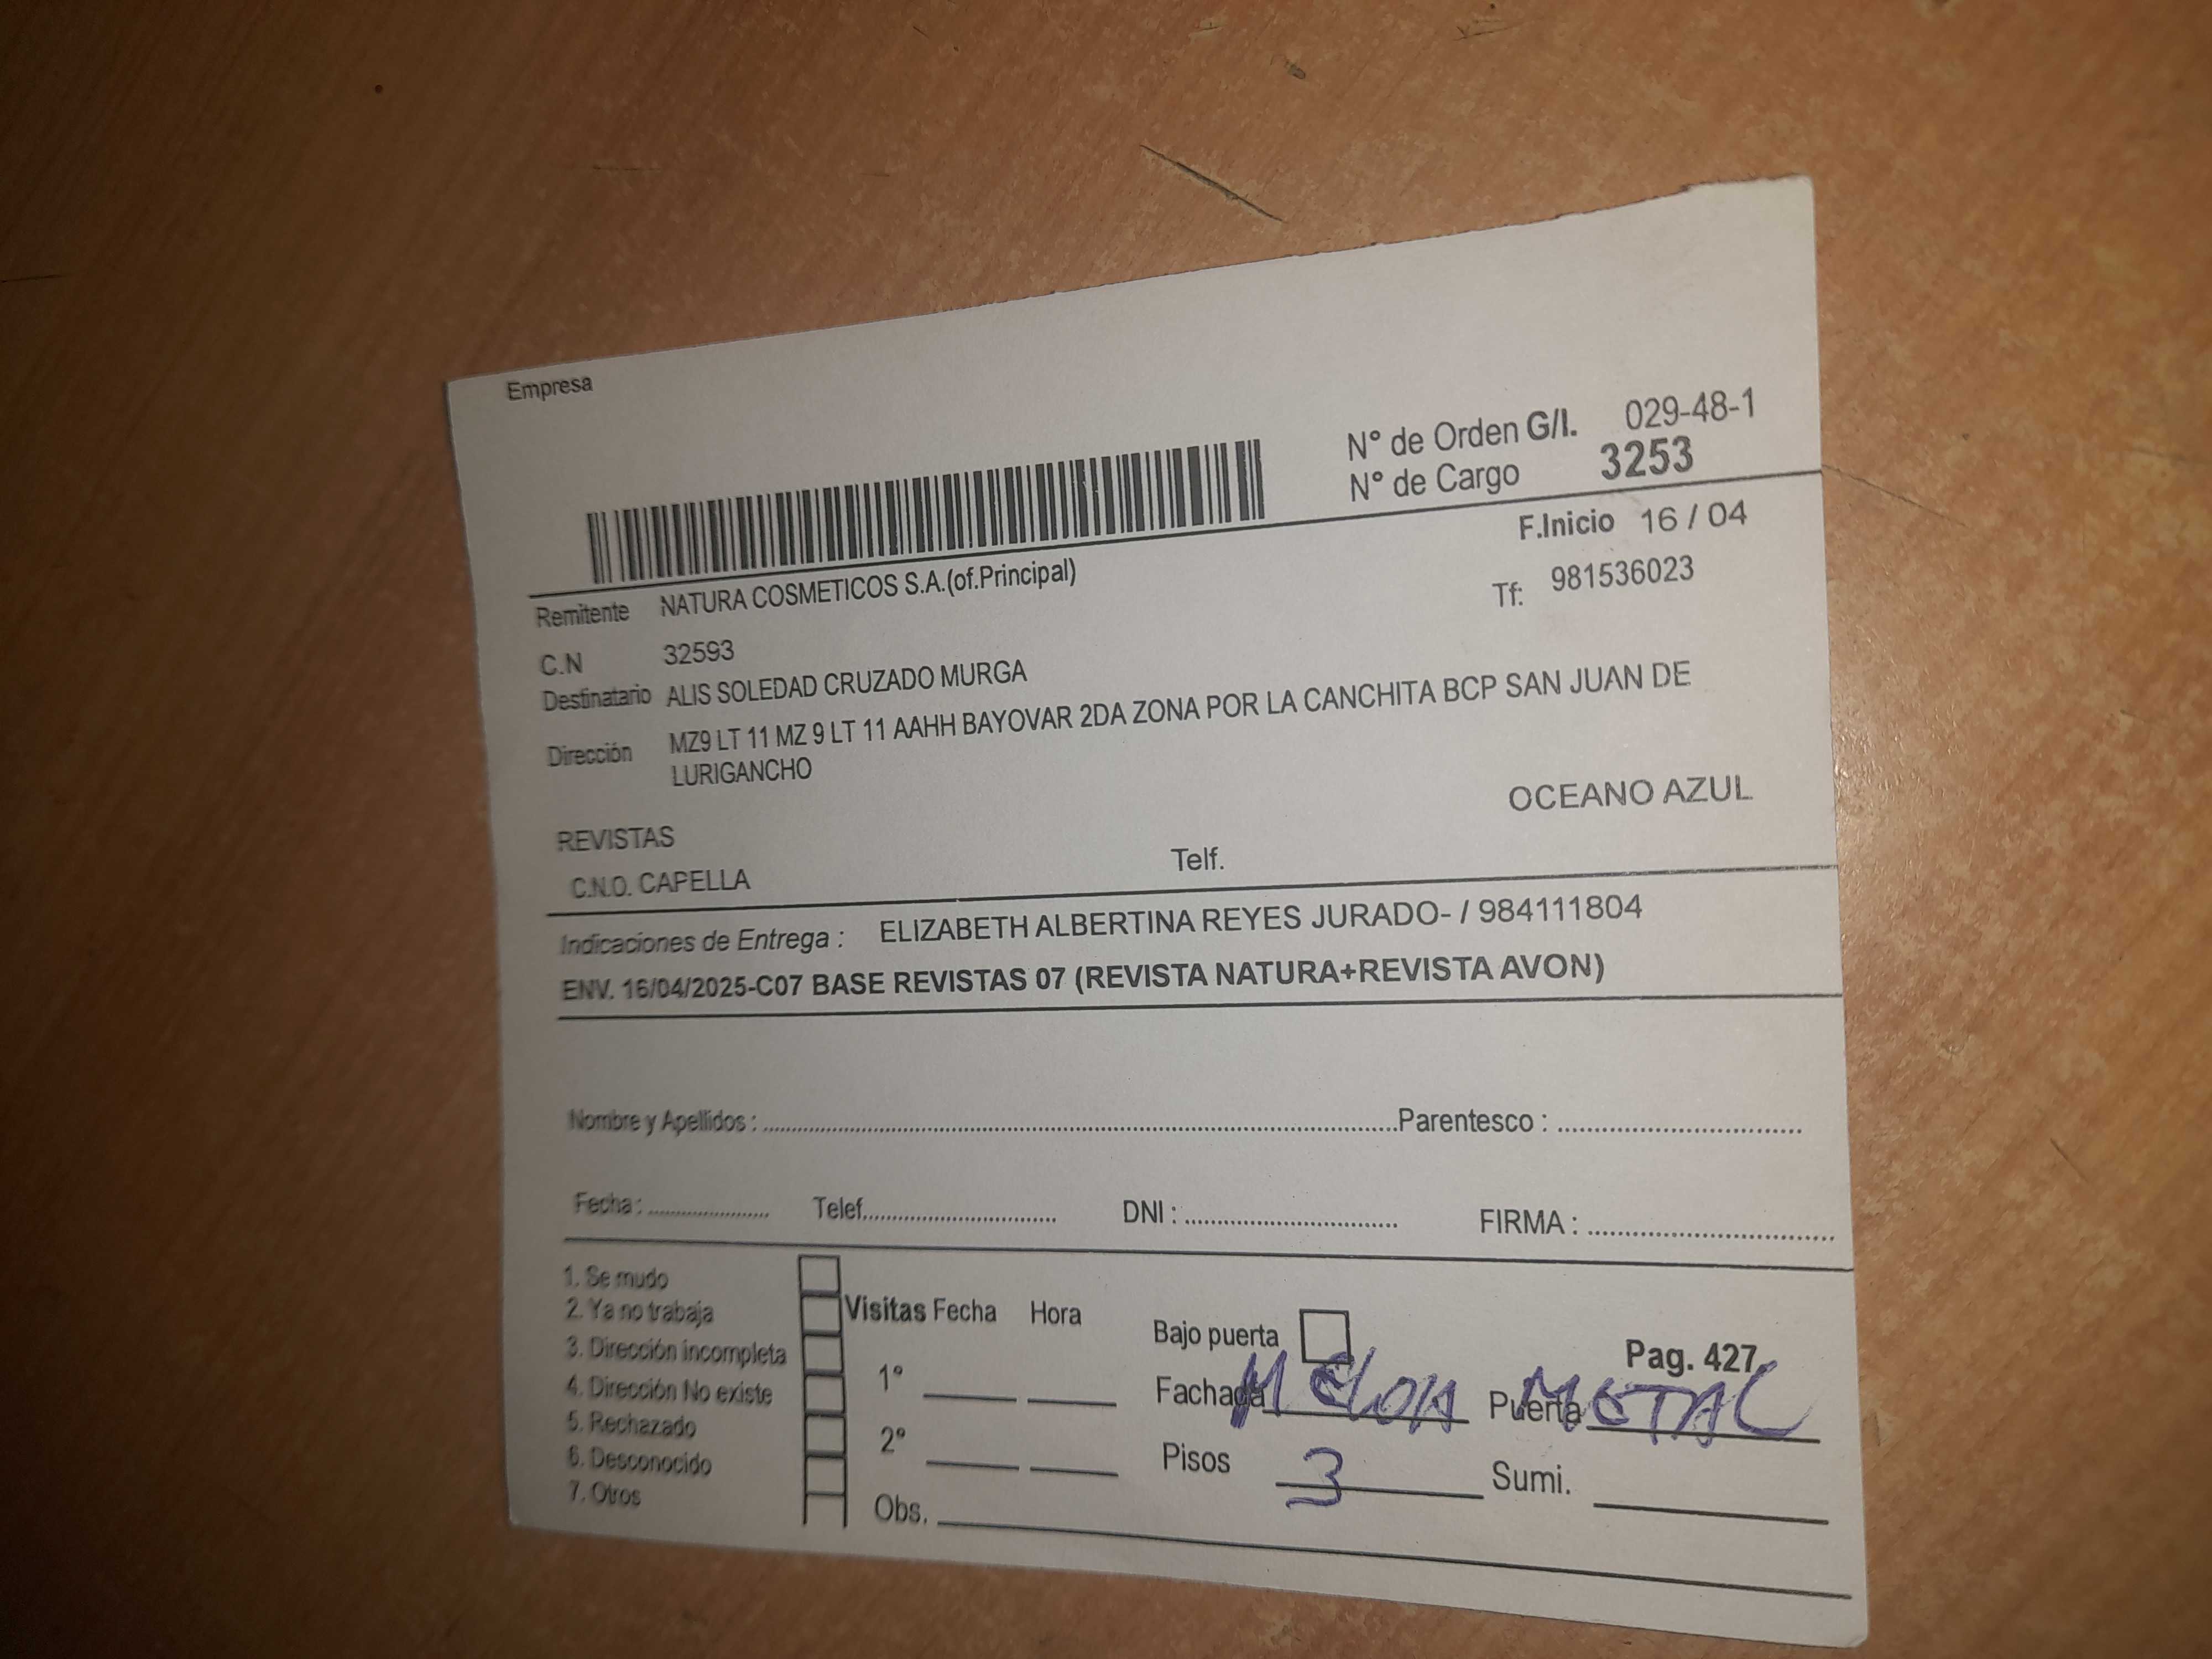 Empresa
N° de Orden G/I. 029-48-1
N° de Cargo 3253
F.Inicio 16 / 04
Remitente NATURA COSMETICOS S.A.(of.Principal)
Tf: 981536023
C.N 32593
Destinatario ALIS SOLEDAD CRUZADO MURGA
Dirección MZ9 LT 11 MZ 9 LT 11 AAHH BAYOVAR 2DA ZONA POR LA CANCHITA BCP SAN JUAN DE
LURIGANCHO
OCEANO AZUL
REVISTAS
C.N.O. CAPELLA Telf.
Indicaciones de Entrega : ELIZABETH ALBERTINA REYES JURADO- / 984111804
ENV. 16/04/2025-C07 BASE REVISTAS 07 (REVISTA NATURA+REVISTA AVON)
Nombre y Apellidos : Parentesco :
Fecha : Telef. DNI : FIRMA :
1. Se mudo
2. Ya no trabaja
3. Dirección incompleta
4. Dirección No existe
5. Rechazado
6. Desconocido
7. Otros
Visitas Fecha Hora
1°
2°
Obs.
Bajo puerta
Pag. 427
Fachada Puerta METAL
Pisos 3 Sumi.